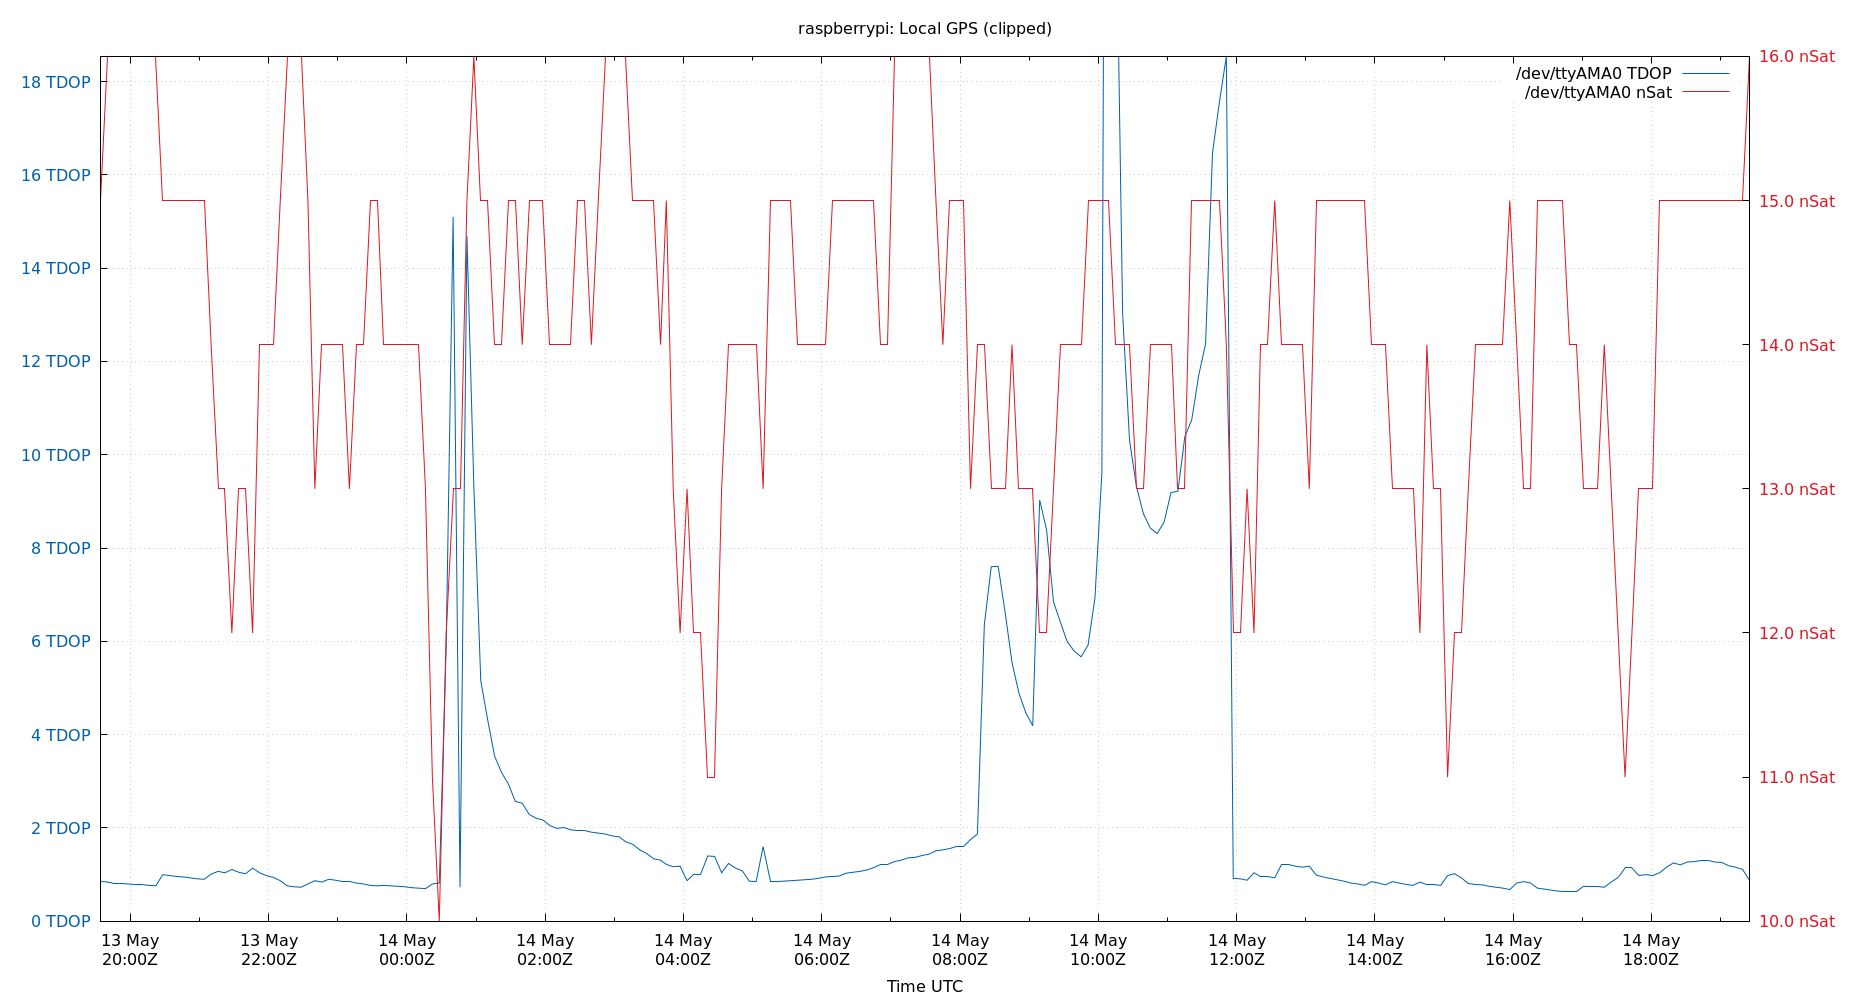 raspberrypi: Local GPS (clipped)
/dev/ttyAMA0 TDOP
/dev/ttyAMA0 nSat
18 TDOP
16 TDOP
14 TDOP
12 TDOP
10 TDOP
8 TDOP
6 TDOP
4 TDOP
2 TDOP
0 TDOP
16.0 nSat
15.0 nSat
14.0 nSat
13.0 nSat
12.0 nSat
11.0 nSat
10.0 nSat
13 May
20:00Z
13 May
22:00Z
14 May
00:00Z
14 May
02:00Z
14 May
04:00Z
14 May
06:00Z
14 May
08:00Z
14 May
10:00Z
14 May
12:00Z
14 May
14:00Z
14 May
16:00Z
14 May
18:00Z
Time UTC